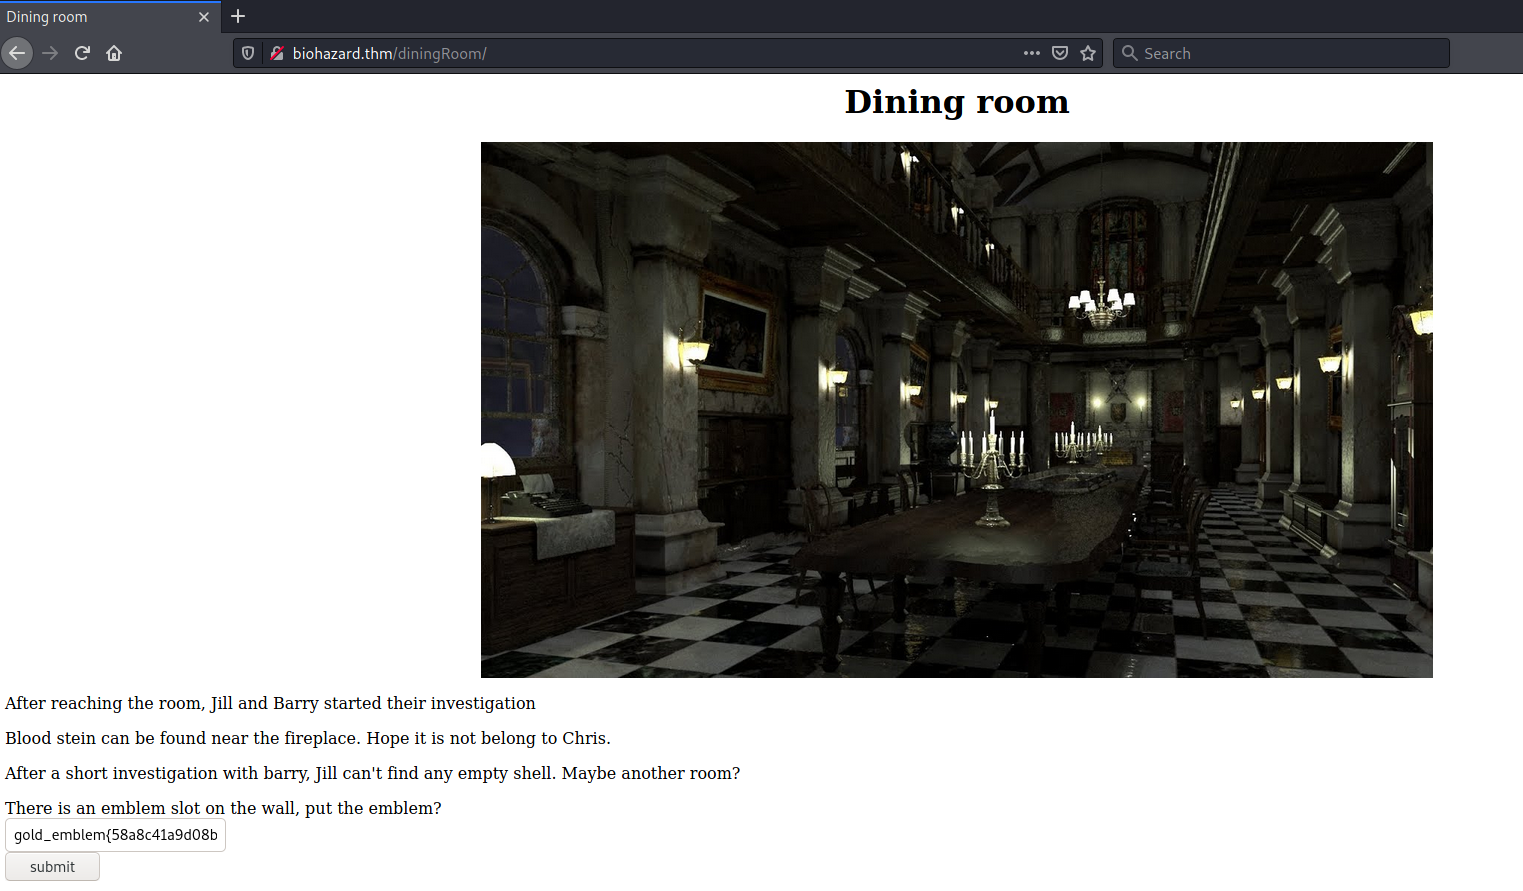 Dining room
biohazard.thm/diningRoom/
Search
Dining room
After reaching the room, Jill and Barry started their investigation
Blood stein can be found near the fireplace. Hope it is not belong to Chris.
After a short investigation with barry, Jill can't find any empty shell. Maybe another room?
There is an emblem slot on the wall, put the emblem?
gold_emblem{58a8c41a9d08b
submit